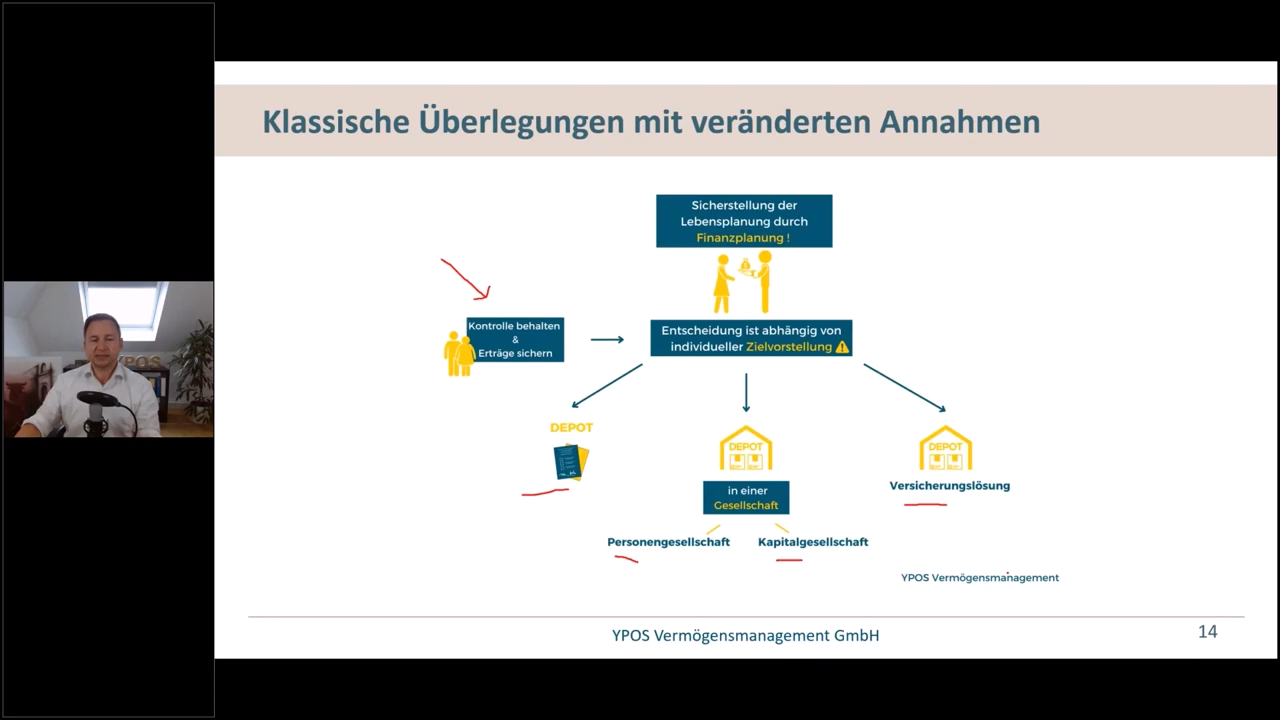 Klassische Überlegungen mit veränderten Annahmen
Sicherstellung der
Lebensplanung durch
Finanzplanung !
Kontrolle behalten
&
Erträge sichern
Entscheidung ist abhängig von
individueller Zielvorstellung
DEPOT
DEPOT
DEPOT
in einer
Gesellschaft
Versicherungslösung
Personengesellschaft
Kapitalgesellschaft
YPOS Vermögensmanagement
YPOS Vermögensmanagement GmbH
14
YPOS